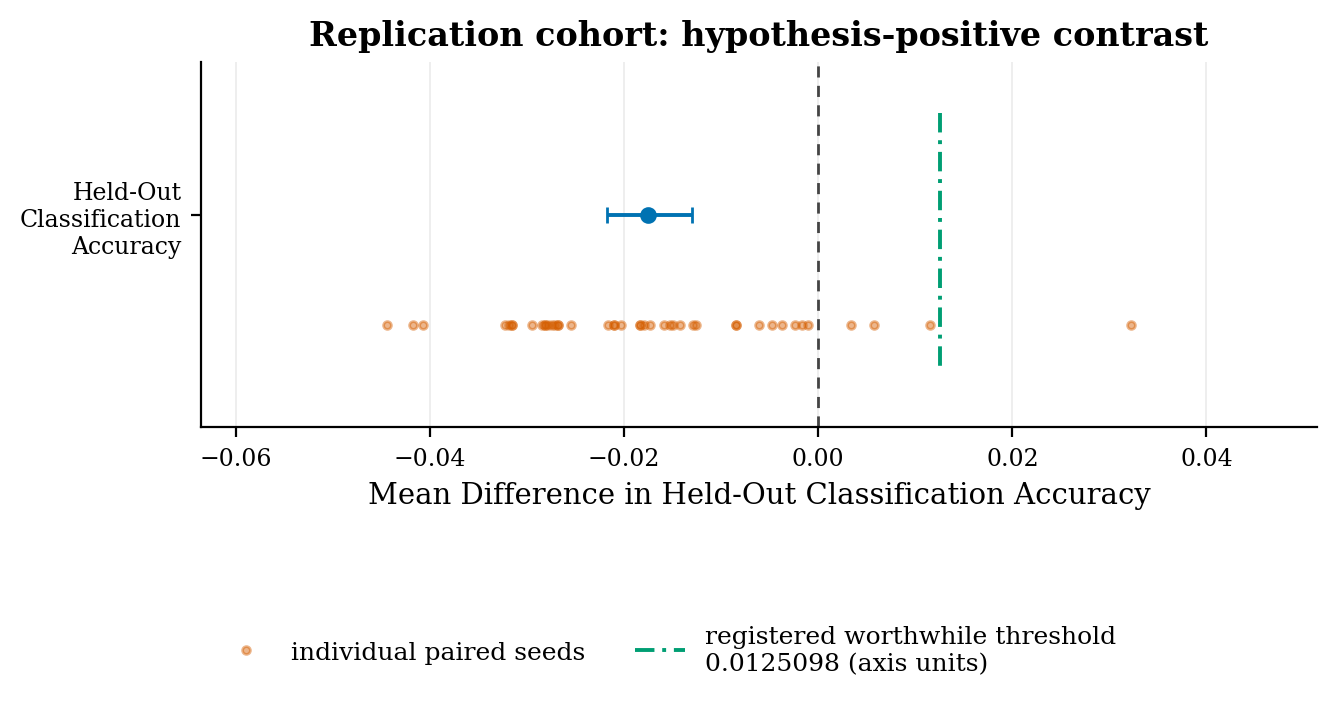 Replication cohort: hypothesis-positive contrast
Held-Out
Classification
Accuracy
−0.06
−0.04
−0.02
0.00
0.02
0.04
Mean Difference in Held-Out Classification Accuracy
individual paired seeds
registered worthwhile threshold
0.0125098 (axis units)